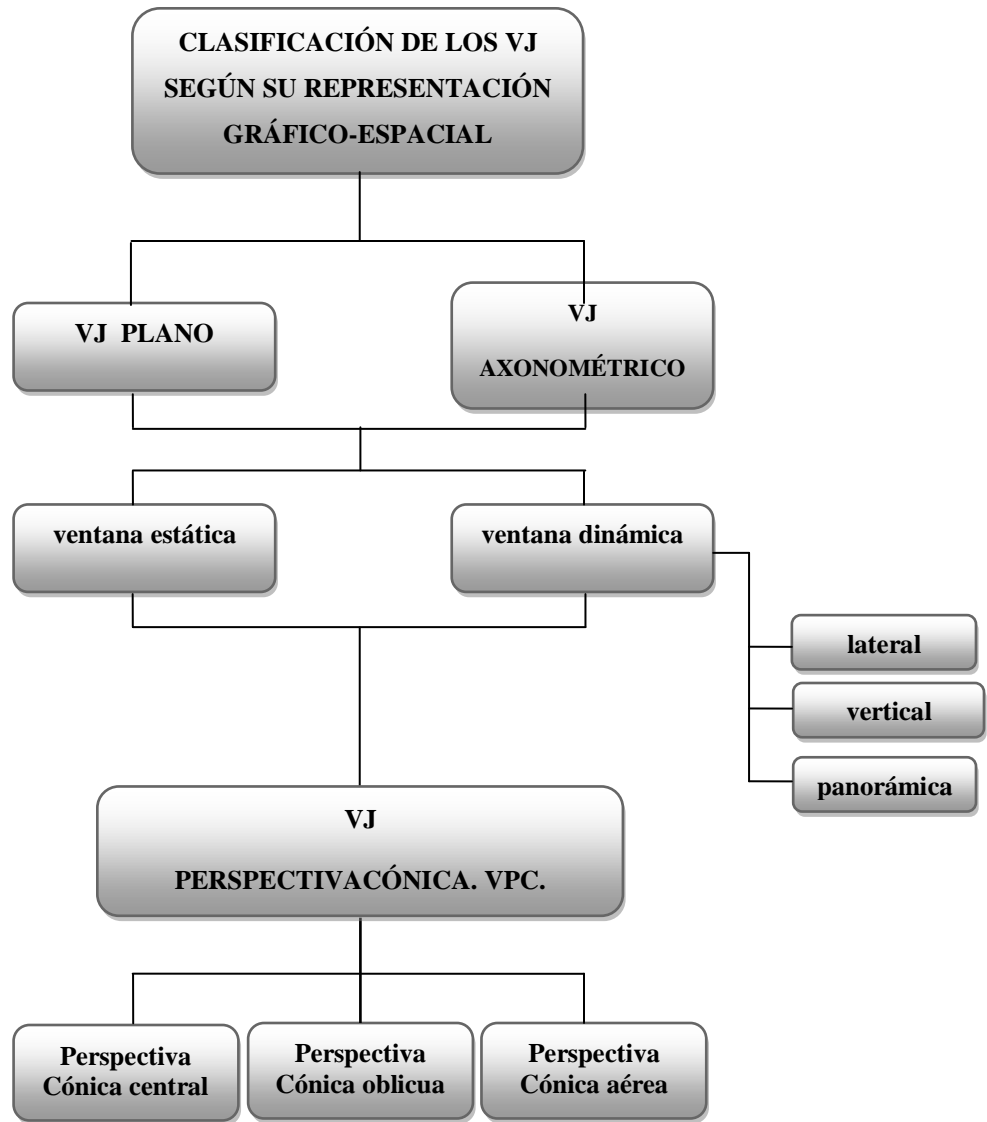 CLASIFICACIÓN DE LOS VJ
SEGÚN SU REPRESENTACIÓN
GRÁFICO-ESPACIAL
VJ PLANO
VJ
AXONOMÉTRICO
ventana estática
ventana dinámica
lateral
vertical
panorámica
VJ
PERSPECTIVACÓNICA. VPC.
Perspectiva
Cónica central
Perspectiva
Cónica oblicua
Perspectiva
Cónica aérea